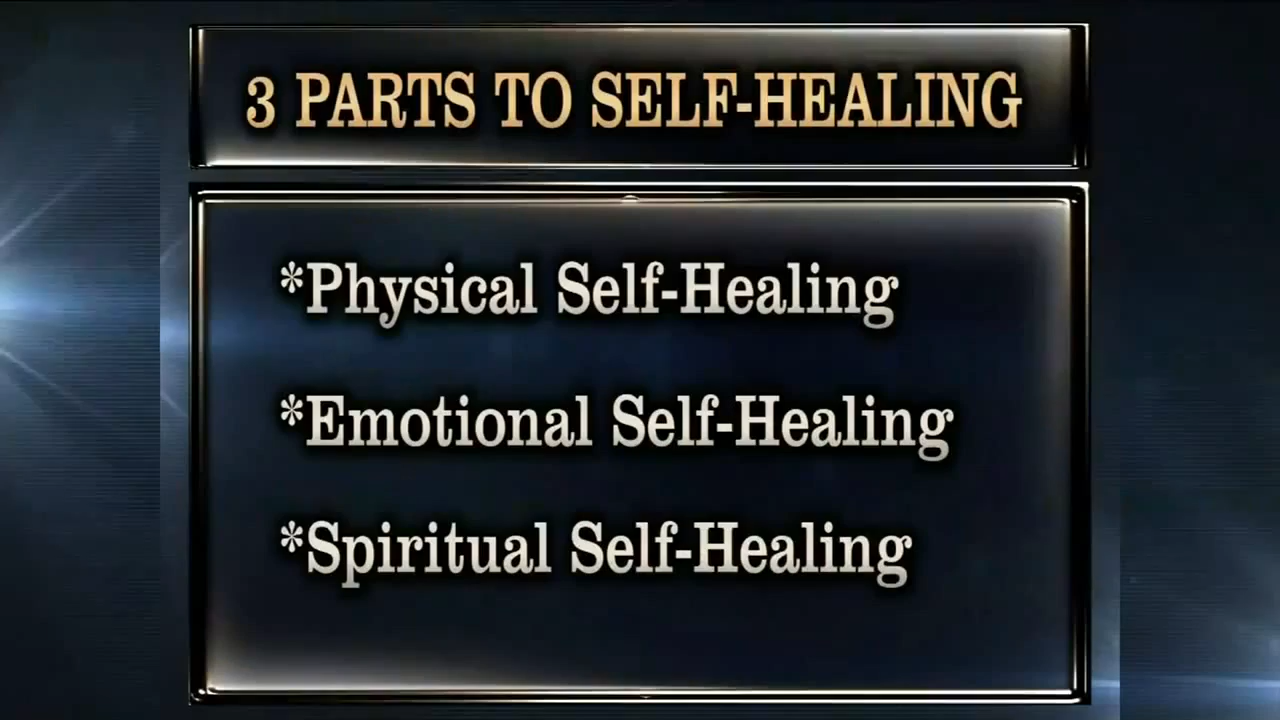 3 PARTS TO SELF-HEALING
*Physical Self-Healing
*Emotional Self-Healing
*Spiritual Self-Healing